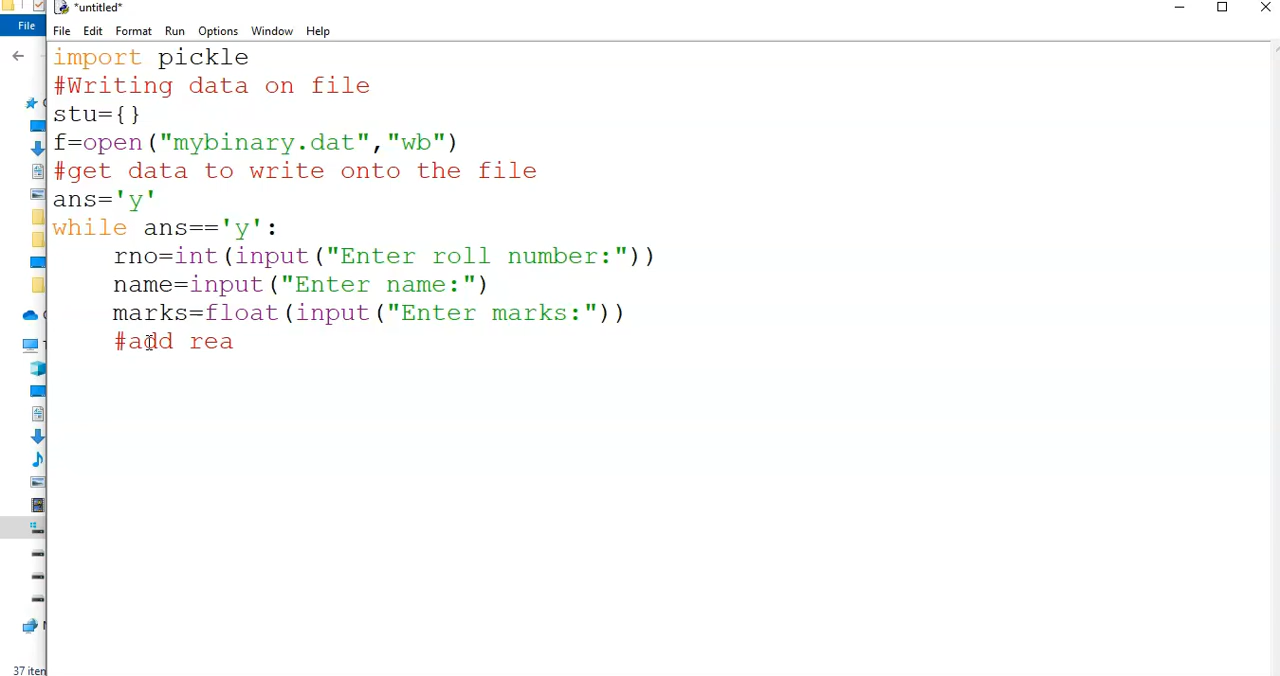 *untitled*
File
File Edit Format Run Options Window Help
import pickle
#Writing data on file
stu={}
f=open("mybinary.dat","wb")
#get data to write onto the file
ans='y'
while ans=='y':
rno=int(input("Enter roll number:"))
name=input("Enter name:")
marks=float(input("Enter marks:"))
#add rea
37 iten